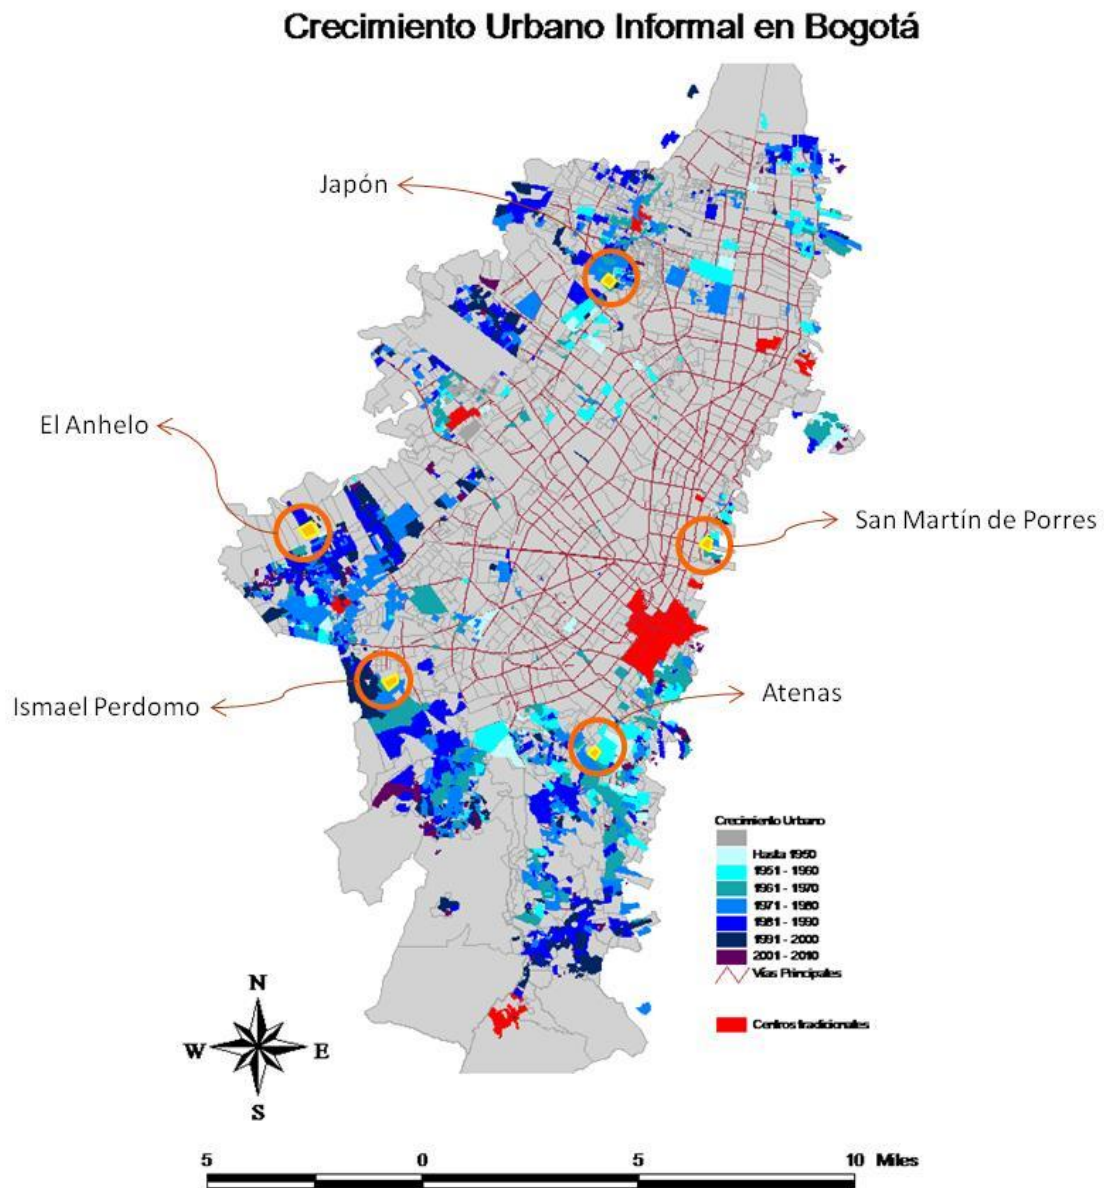 Crecimiento Urbano Informal en Bogotá
Japón
El Anhelo
San Martín de Porres
Ismael Perdomo
Atenas
Crecimiento Urbano
Hasta 1950
1951 - 1960
1961 - 1970
1971 - 1980
1981 - 1990
1991 - 2000
2001 - 2010
Vías Principales
Centros tradicionales
N
W E
S
5 0 5 10 Miles